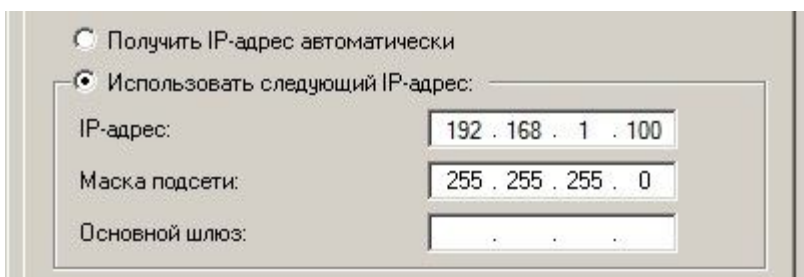 Получить IP-адрес автоматически
Использовать следующий IP-адрес:
IP-адрес: 192 . 168 . 1 . 100
Маска подсети: 255 . 255 . 255 . 0
Основной шлюз: . . .